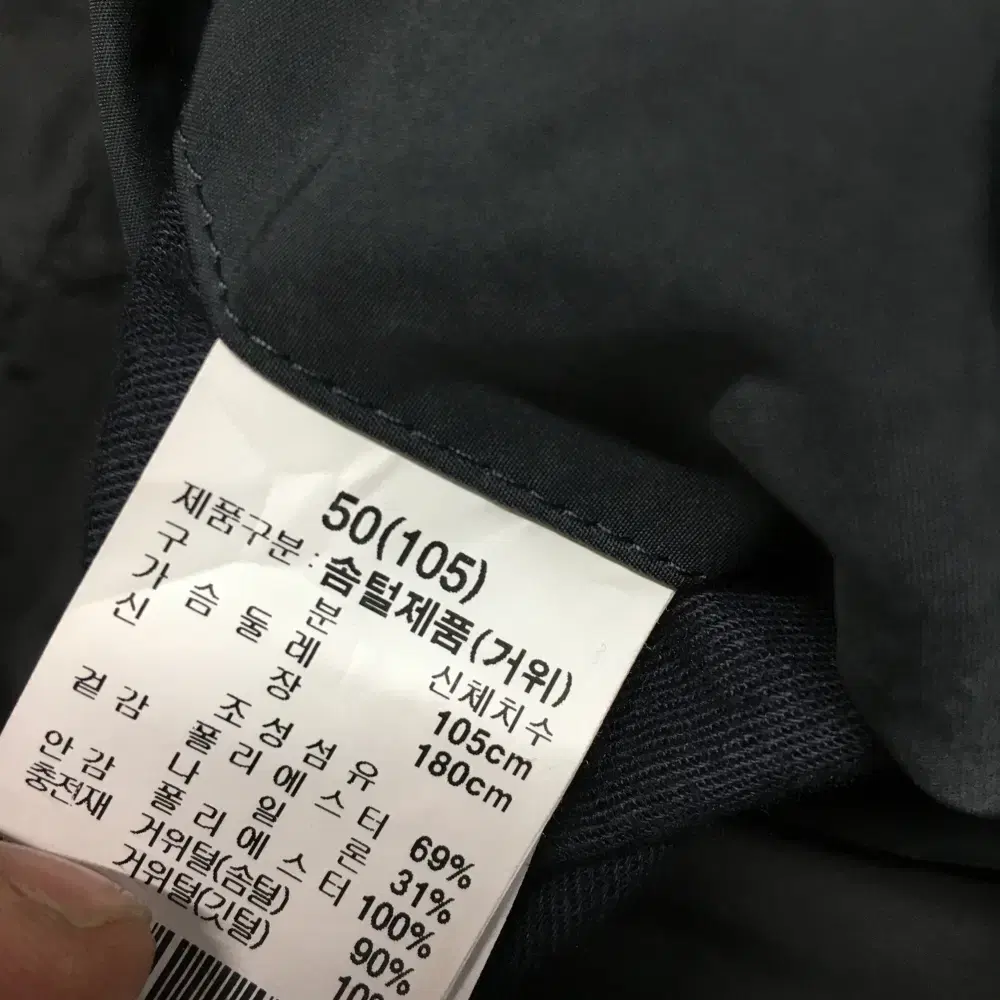 50(105)
제품구분 : 솜털제품(거위)
구 분 신체치수
가 슴 둘 레 105cm
신 장 180cm
조 성 섬 유
겉 감 폴 리 에 스 터 69%
나 일 론 31%
안 감 폴 리 에 스 터 100%
충전재 거위털(솜털) 90%
거위털(깃털)